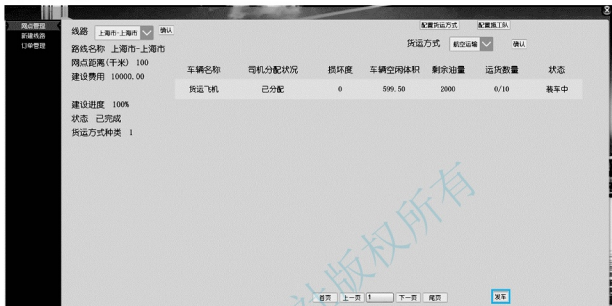 网点管理
新建线路
订单管理
线路 上海市-上海市 确认
配置货运方式 配置施工队
路线名称 上海市-上海市
货运方式 航空运输 确认
网点距离(千米) 100
建设费用 10000.00
车辆名称 司机分配状况 损坏度 车辆空闲体积 剩余油量 运货数量 状态
货运飞机 已分配 0 599.50 2000 0/10 装车中
建设进度 100%
状态 已完成
货运方式种类 1
版权所有
首页 上一页 1 下一页 尾页 发车